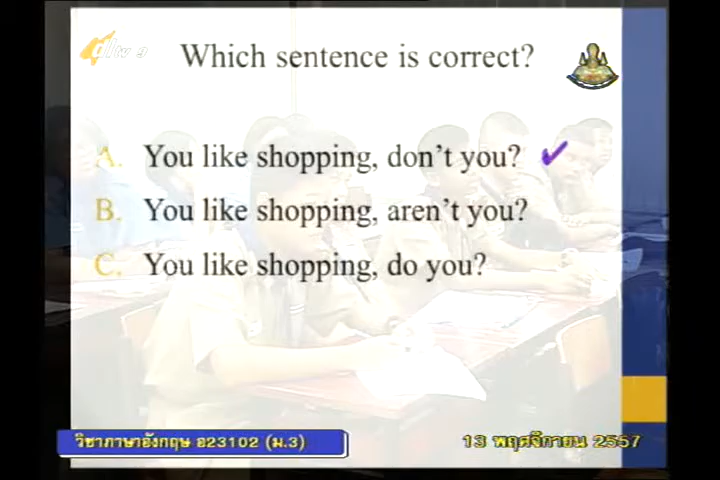 dltv 9
Which sentence is correct?
A. You like shopping, don't you? ✓
B. You like shopping, aren't you?
C. You like shopping, do you?
วิชาภาษาอังกฤษ อ23102 (ม.3)
13 พฤศจิกายน 2557